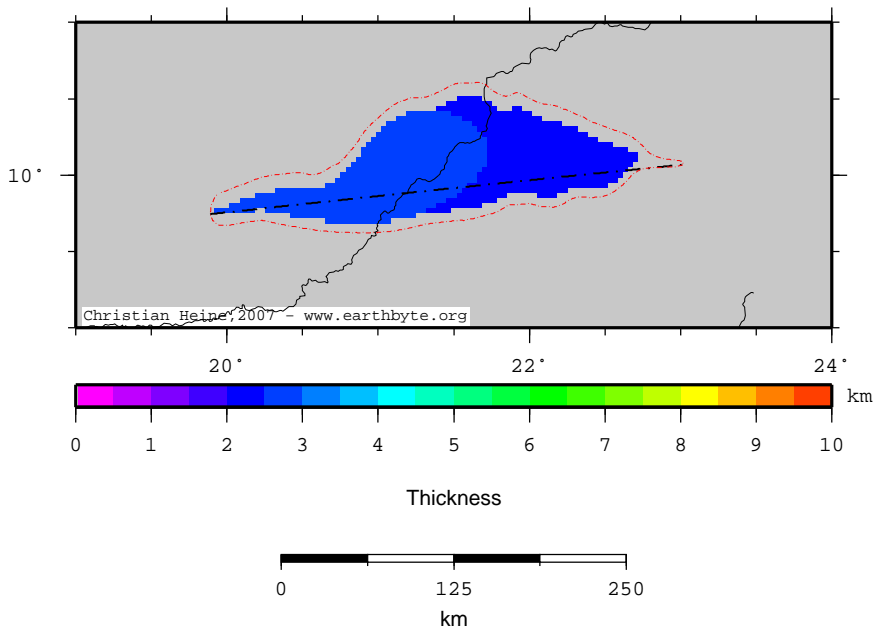 10°
Christian Heine, 2007 - www.earthbyte.org
20° 22° 24°
km
0 1 2 3 4 5 6 7 8 9 10
Thickness
0 125 250
km